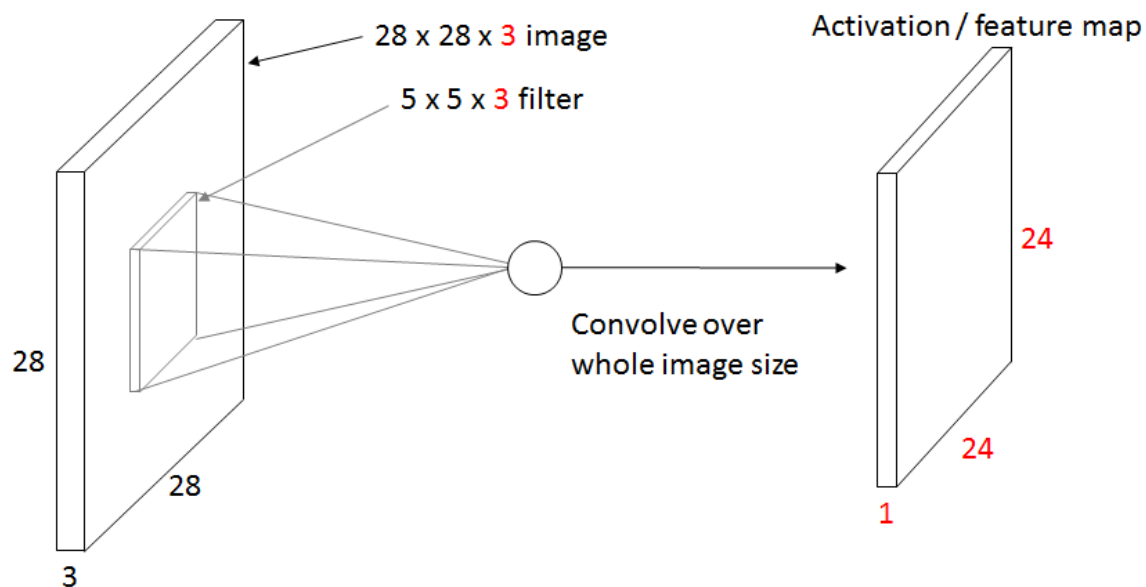 28 x 28 x 3 image
5 x 5 x 3 filter
Activation / feature map
28
28
3
Convolve over
whole image size
24
24
1